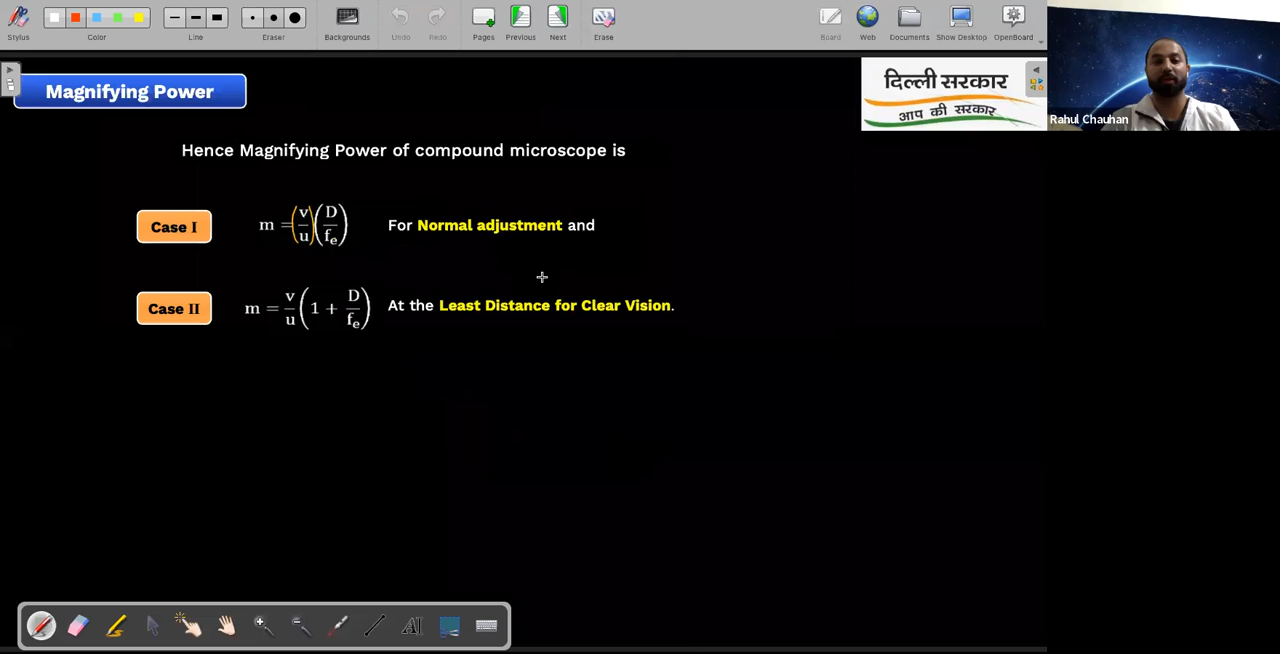 Stylus Color Line Eraser Backgrounds Undo Redo Pages Previous Next Erase Board Web Documents Show Desktop OpenBoard
Magnifying Power
दिल्ली सरकार
आप की सरकार
Rahul Chauhan
Hence Magnifying Power of compound microscope is
Case I m = (v/u)(D/fₑ) For Normal adjustment and
Case II m = v/u (1 + D/fₑ) At the Least Distance for Clear Vision.
AI